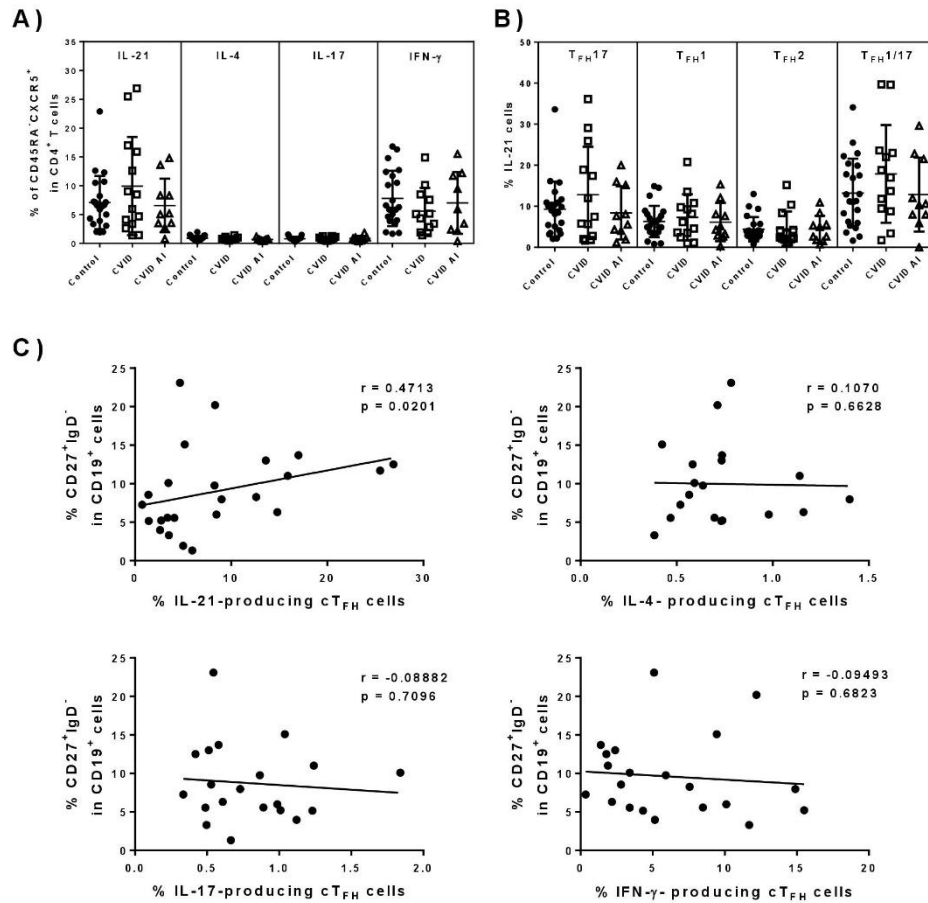 A)
% of CD45RA⁻CXCR5⁺
in CD4⁺ T cells
35
30
25
20
15
10
5
0
IL-21
IL-4
IL-17
IFN-γ
Control
CVID
CVID AI
Control
CVID
CVID AI
Control
CVID
CVID AI
Control
CVID
CVID AI
B)
% IL-21 cells
50
40
30
20
10
0
TFH17
TFH1
TFH2
TFH1/17
Control
CVID
CVID AI
Control
CVID
CVID AI
Control
CVID
CVID AI
Control
CVID
CVID AI
C)
% CD27⁺IgD⁻
in CD19⁺ cells
25
20
15
10
5
0
r = 0.4713
p = 0.0201
0
10
20
30
% IL-21-producing cTFH cells
% CD27⁺IgD⁻
in CD19⁺ cells
25
20
15
10
5
0
r = 0.1070
p = 0.6628
0.0
0.5
1.0
1.5
% IL-4- producing cTFH cells
% CD27⁺IgD⁻
in CD19⁺ cells
25
20
15
10
5
0
r = -0.08882
p = 0.7096
0.0
0.5
1.0
1.5
2.0
% IL-17-producing cTFH cells
% CD27⁺IgD⁻
in CD19⁺ cells
25
20
15
10
5
0
r = -0.09493
p = 0.6823
0
5
10
15
20
% IFN-γ- producing cTFH cells